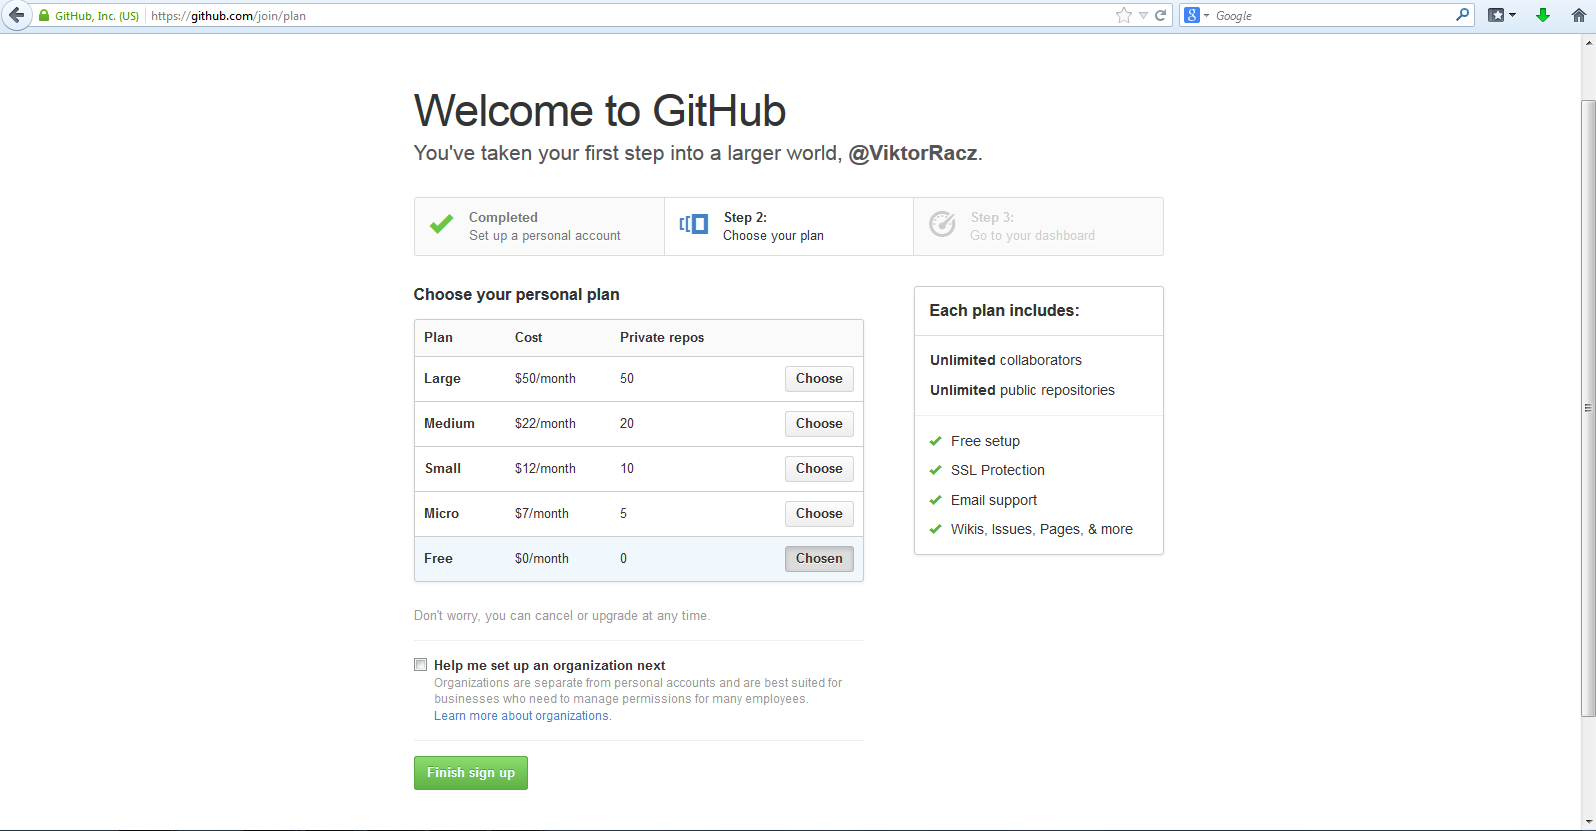 GitHub, Inc. (US) https://github.com/join/plan Google
Welcome to GitHub
You've taken your first step into a larger world, @ViktorRacz.
Completed
Set up a personal account
Step 2:
Choose your plan
Step 3:
Go to your dashboard
Choose your personal plan
Plan Cost Private repos
Large $50/month 50 Choose
Medium $22/month 20 Choose
Small $12/month 10 Choose
Micro $7/month 5 Choose
Free $0/month 0 Chosen
Don't worry, you can cancel or upgrade at any time.
Help me set up an organization next
Organizations are separate from personal accounts and are best suited for
businesses who need to manage permissions for many employees.
Learn more about organizations.
Finish sign up
Each plan includes:
Unlimited collaborators
Unlimited public repositories
Free setup
SSL Protection
Email support
Wikis, Issues, Pages, & more